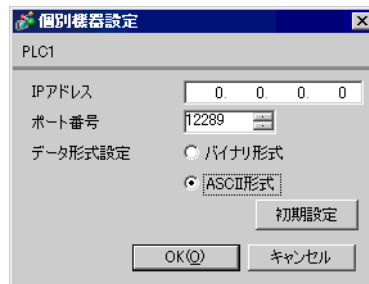 個別機器設定
PLC1
IPアドレス 0. 0. 0. 0
ポート番号 12289
データ形式設定 バイナリ形式
ASCII形式
初期設定
OK(O) キャンセル